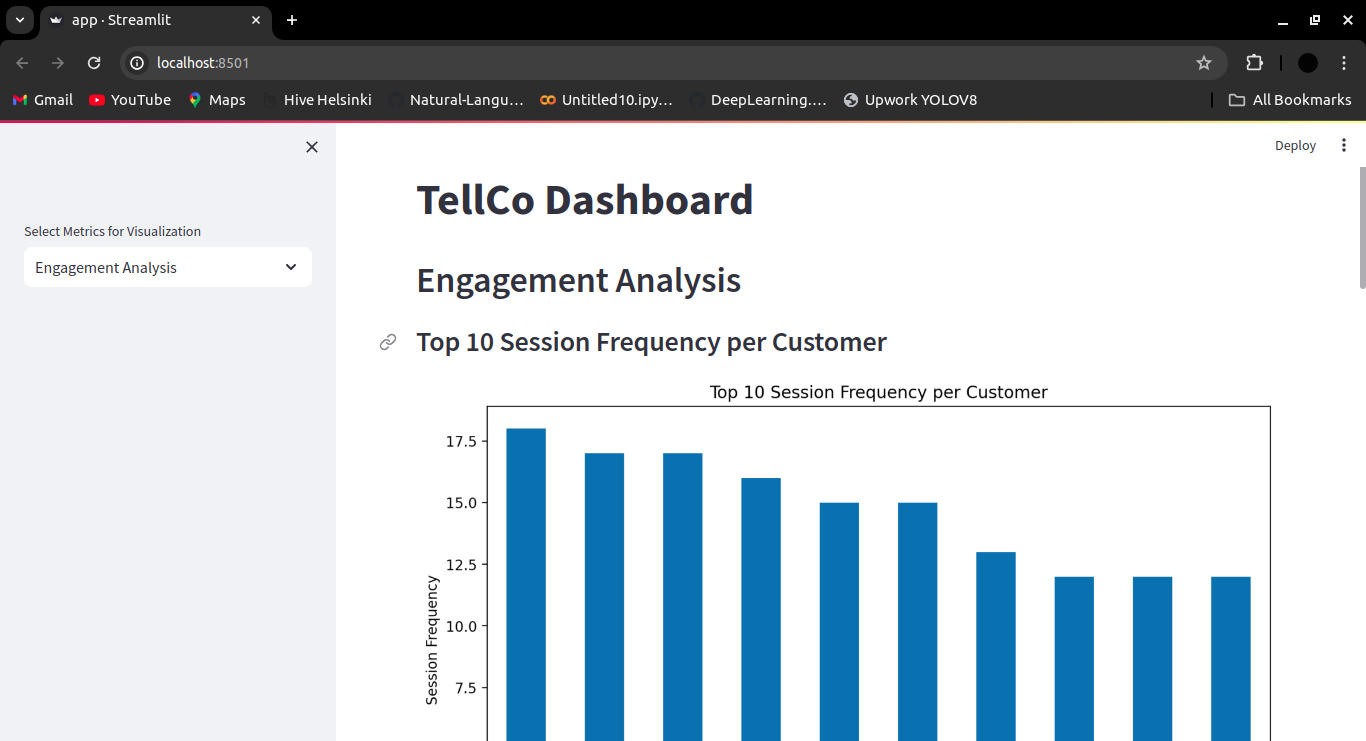 app · Streamlit
localhost:8501
Gmail YouTube Maps Hive Helsinki Natural-Langu… Untitled10.ipy… DeepLearning.… Upwork YOLOV8 All Bookmarks
Deploy
Select Metrics for Visualization
Engagement Analysis
TellCo Dashboard
Engagement Analysis
Top 10 Session Frequency per Customer
Top 10 Session Frequency per Customer
17.5
15.0
12.5
10.0
7.5
Session Frequency